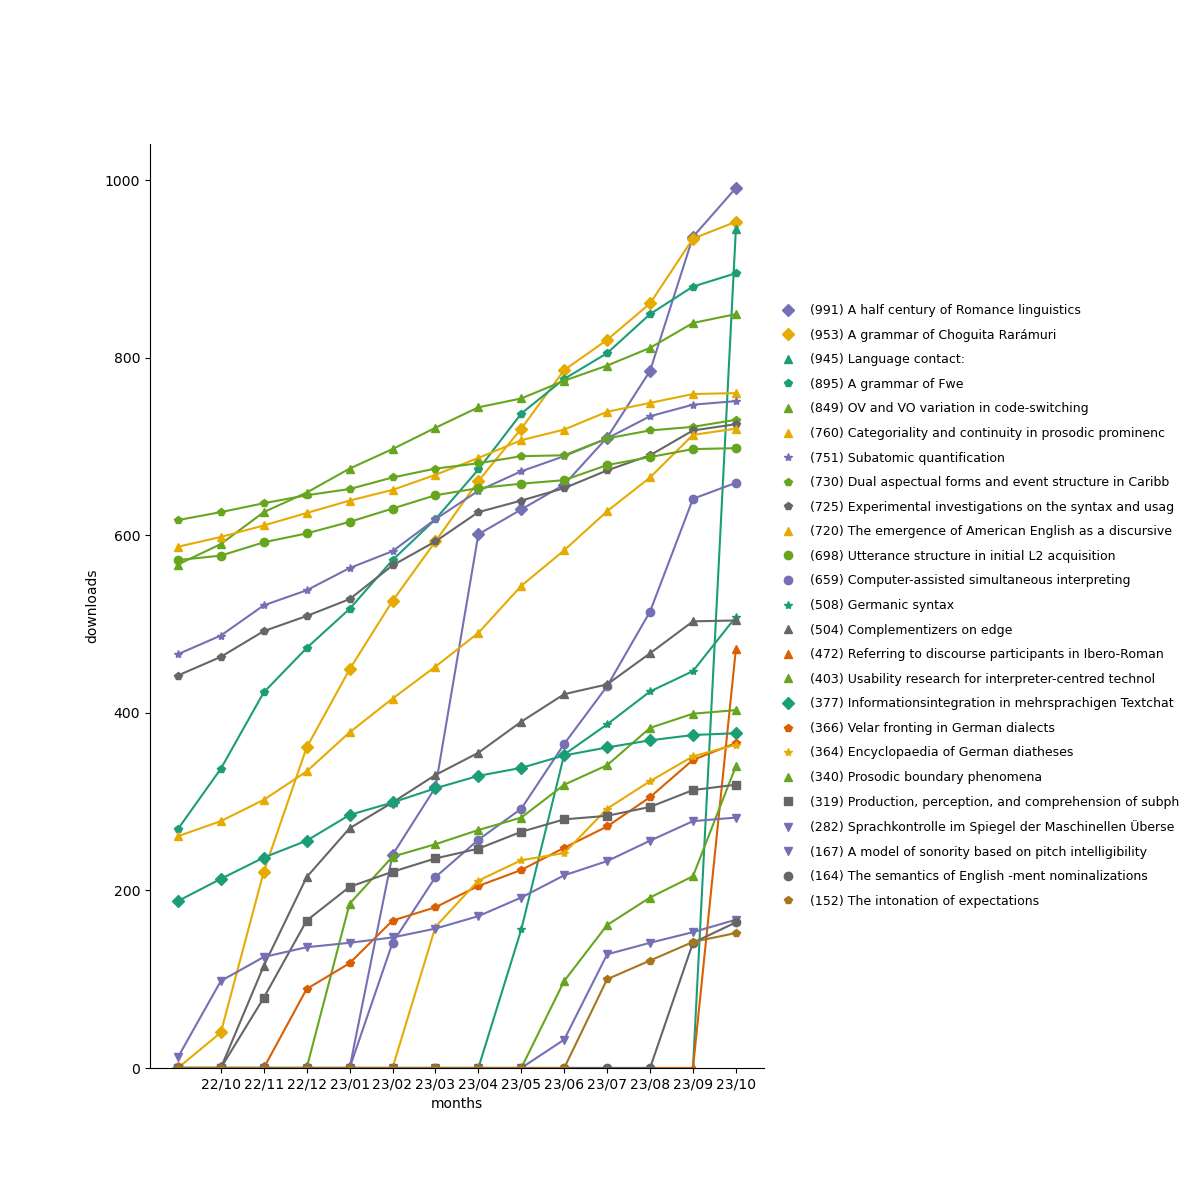 1000
800
600
400
200
0
downloads
22/10 22/11 22/12 23/01 23/02 23/03 23/04 23/05 23/06 23/07 23/08 23/09 23/10
months
(991) A half century of Romance linguistics
(953) A grammar of Choguita Rarámuri
(945) Language contact:
(895) A grammar of Fwe
(849) OV and VO variation in code-switching
(760) Categoriality and continuity in prosodic prominenc
(751) Subatomic quantification
(730) Dual aspectual forms and event structure in Caribb
(725) Experimental investigations on the syntax and usag
(720) The emergence of American English as a discursive
(698) Utterance structure in initial L2 acquisition
(659) Computer-assisted simultaneous interpreting
(508) Germanic syntax
(504) Complementizers on edge
(472) Referring to discourse participants in Ibero-Roman
(403) Usability research for interpreter-centred technol
(377) Informationsintegration in mehrsprachigen Textchat
(366) Velar fronting in German dialects
(364) Encyclopaedia of German diatheses
(340) Prosodic boundary phenomena
(319) Production, perception, and comprehension of subph
(282) Sprachkontrolle im Spiegel der Maschinellen Überse
(167) A model of sonority based on pitch intelligibility
(164) The semantics of English -ment nominalizations
(152) The intonation of expectations